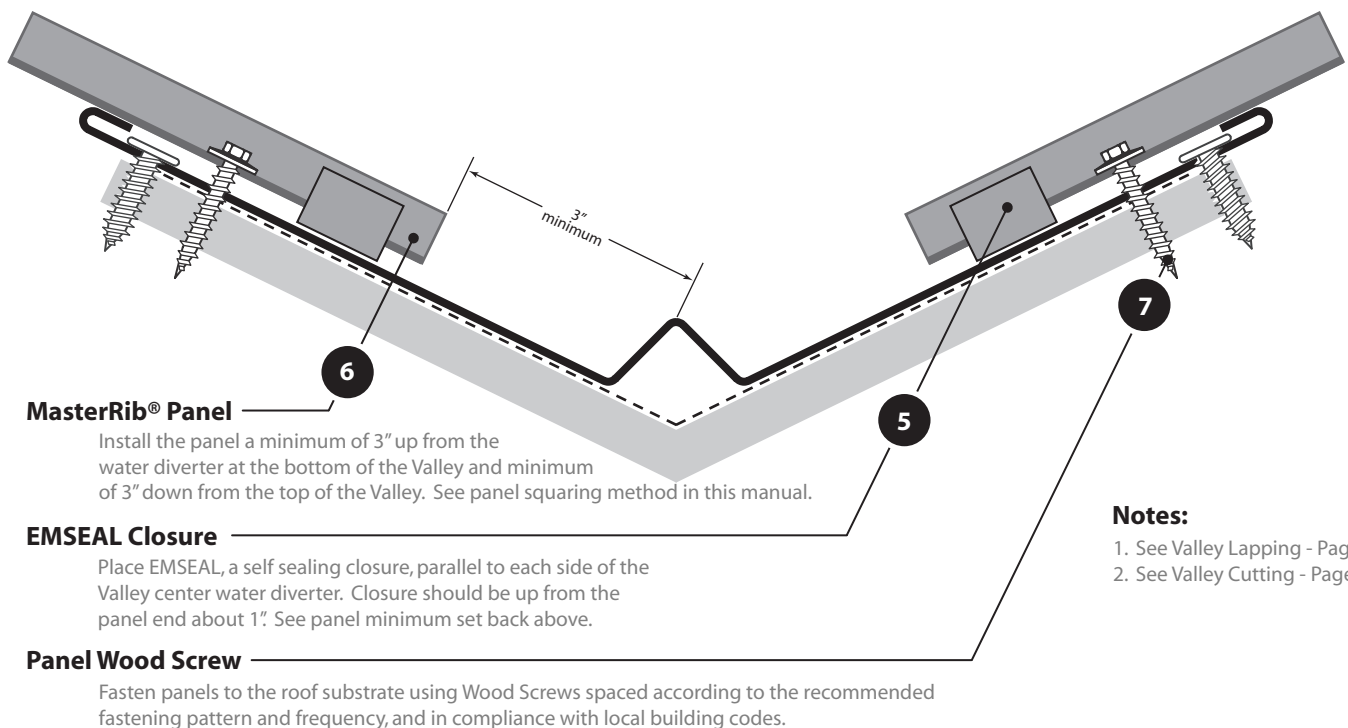 3"
minimum
6
7
5
MasterRib® Panel
Install the panel a minimum of 3" up from the
water diverter at the bottom of the Valley and minimum
of 3" down from the top of the Valley. See panel squaring method in this manual.
EMSEAL Closure
Place EMSEAL, a self sealing closure, parallel to each side of the
Valley center water diverter. Closure should be up from the
panel end about 1". See panel minimum set back above.
Panel Wood Screw
Fasten panels to the roof substrate using Wood Screws spaced according to the recommended
fastening pattern and frequency, and in compliance with local building codes.
Notes:
1. See Valley Lapping - Pag
2. See Valley Cutting - Page